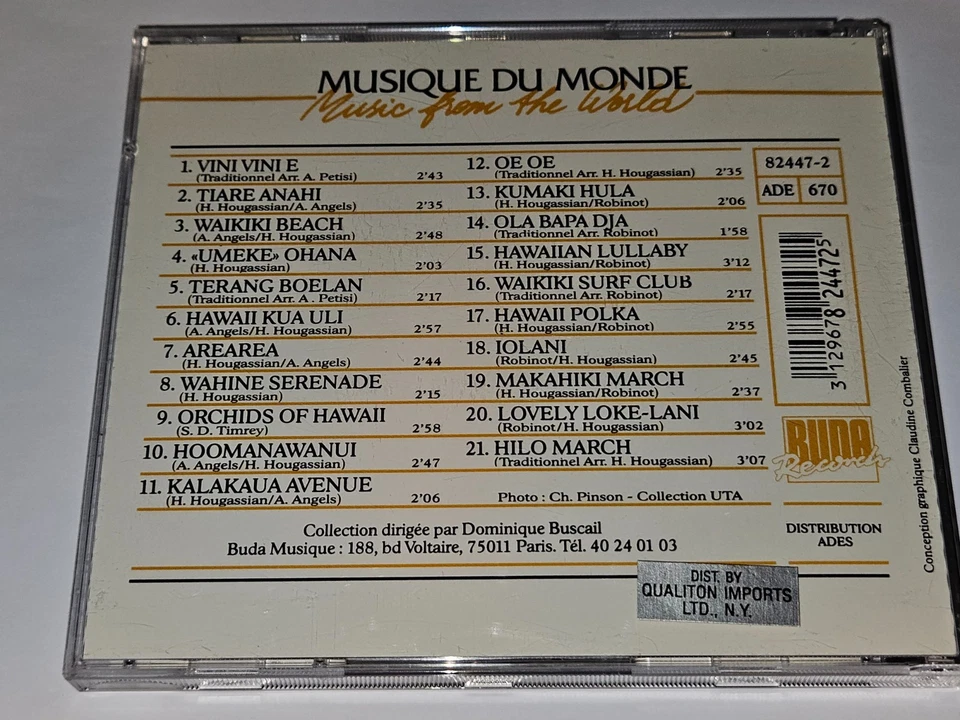 MUSIQUE DU MONDE
Music from the World
1. VINI VINI E
(Traditionnel Arr. A. Petisi) 2'43
2. TIARE ANAHI
(H. Hougassian/A. Angels) 2'35
3. WAIKIKI BEACH
(A. Angels/H. Hougassian) 2'48
4. «UMEKE» OHANA
(H. Hougassian) 2'03
5. TERANG BOELAN
(Traditionnel Arr. A. Petisi) 2'17
6. HAWAII KUA ULI
(A. Angels/H. Hougassian) 2'57
7. AREAREA
(H. Hougassian/A. Angels) 2'44
8. WAHINE SERENADE
(H. Hougassian) 2'15
9. ORCHIDS OF HAWAII
(S. D. Timrey) 2'58
10. HOOMANAWANUI
(A. Angels/H. Hougassian) 2'47
11. KALAKAUA AVENUE
(H. Hougassian/A. Angels) 2'06
12. OE OE
(Traditionnel Arr. H. Hougassian) 2'35
13. KUMAKI HULA
(H. Hougassian/Robinot) 2'06
14. OLA BAPA DJA
(Traditionnel Arr. Robinot) 1'58
15. HAWAIIAN LULLABY
(H. Hougassian/Robinot) 3'12
16. WAIKIKI SURF CLUB
(Traditionnel Arr. Robinot) 2'17
17. HAWAII POLKA
(H. Hougassian/Robinot) 2'55
18. IOLANI
(Robinot/H. Hougassian) 2'45
19. MAKAHIKI MARCH
(H. Hougassian/Robinot) 2'37
20. LOVELY LOKE-LANI
(Robinot/H. Hougassian) 3'02
21. HILO MARCH
(Traditionnel Arr. H. Hougassian) 3'07
Photo : Ch. Pinson - Collection UTA
82447-2
ADE 670
3 129678 244725
BUDA
Records
DISTRIBUTION
ADES
Conception graphique Claudine Combalier
Collection dirigée par Dominique Buscail
Buda Musique : 188, bd Voltaire, 75011 Paris. Tél. 40 24 01 03
DIST. BY
QUALITON IMPORTS
LTD., N.Y.